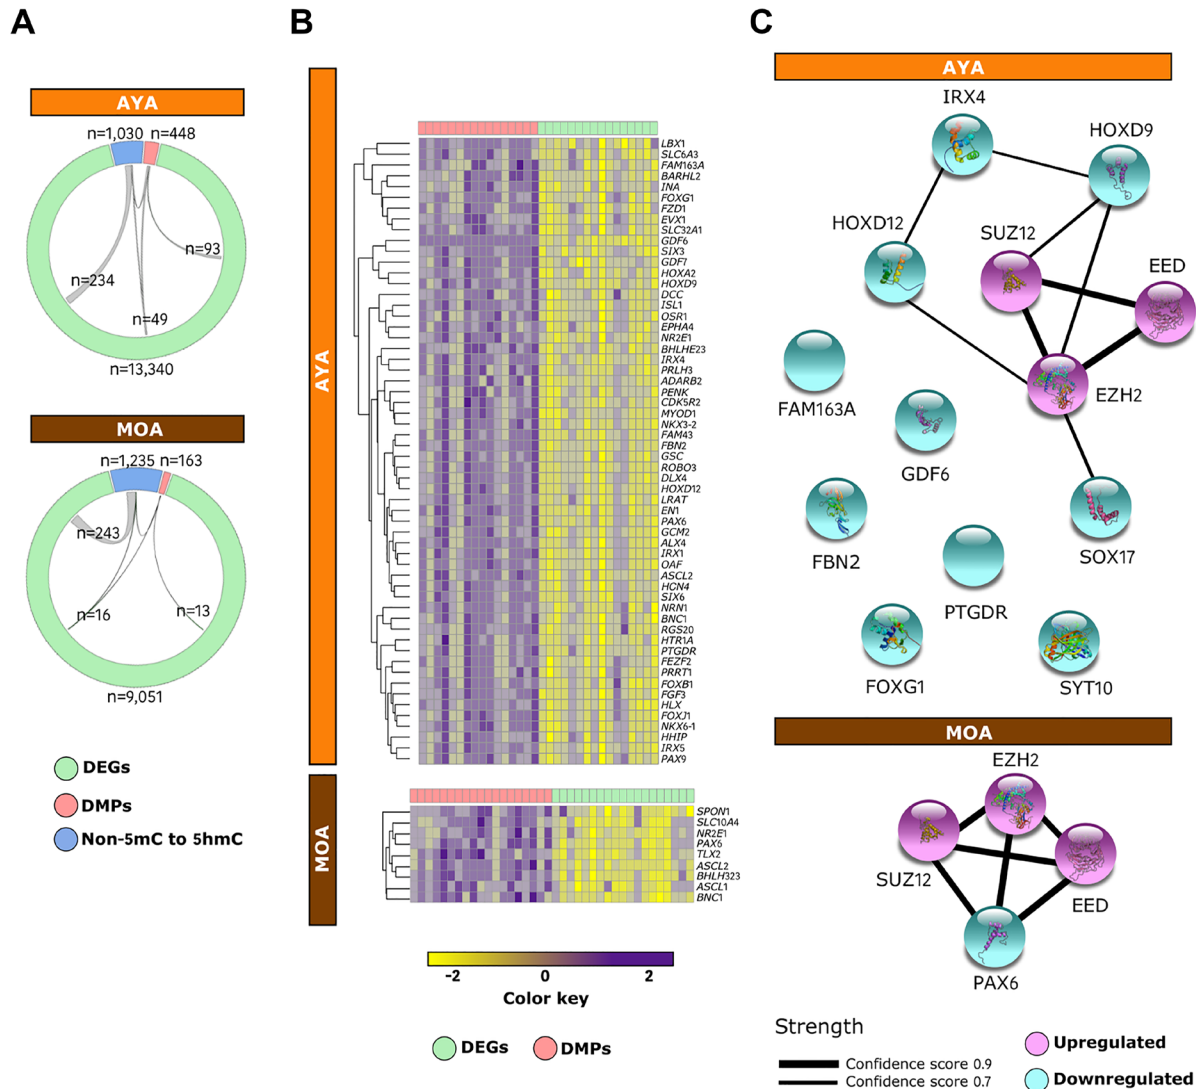 A
AYA
n=1,030
n=448
n=93
n=234
n=49
n=13,340
MOA
n=1,235
n=163
n=243
n=16
n=13
n=9,051
DEGs
DMPs
Non-5mC to 5hmC
B
AYA
LBX1
SLC6A3
FAM163A
BARHL2
INA
FOXG1
FZD1
EVX1
SLC32A1
GDF6
SIX3
GDF7
HOXA2
HOXD9
DCC
ISL1
OSR1
EPHA4
NR2E1
BHLHE23
IRX4
PRLH3
ADARB2
PENK
CDK5R2
MYOD1
NKX3-2
FAM43
FBN2
GSC
ROBO3
DLX4
HOXD12
LRAT
EN1
PAX6
GCM2
ALX4
IRX1
OAF
ASCL2
HCN4
SIX6
NRN1
BNC1
RGS20
HTR1A
PTGDR
FEZF2
PRRT1
FOXB1
FGF3
HLX
FOXJ1
NKX6-1
HHIP
IRX5
PAX9
MOA
SPON1
SLC10A4
NR2E1
PAX6
TLX2
ASCL2
BHLH323
ASCL1
BNC1
-2
0
2
Color key
DEGs
DMPs
C
AYA
IRX4
HOXD9
HOXD12
SUZ12
EED
EZH2
FAM163A
GDF6
FBN2
SOX17
PTGDR
FOXG1
SYT10
MOA
EZH2
SUZ12
EED
PAX6
Strength
Confidence score 0.9
Confidence score 0.7
Upregulated
Downregulated